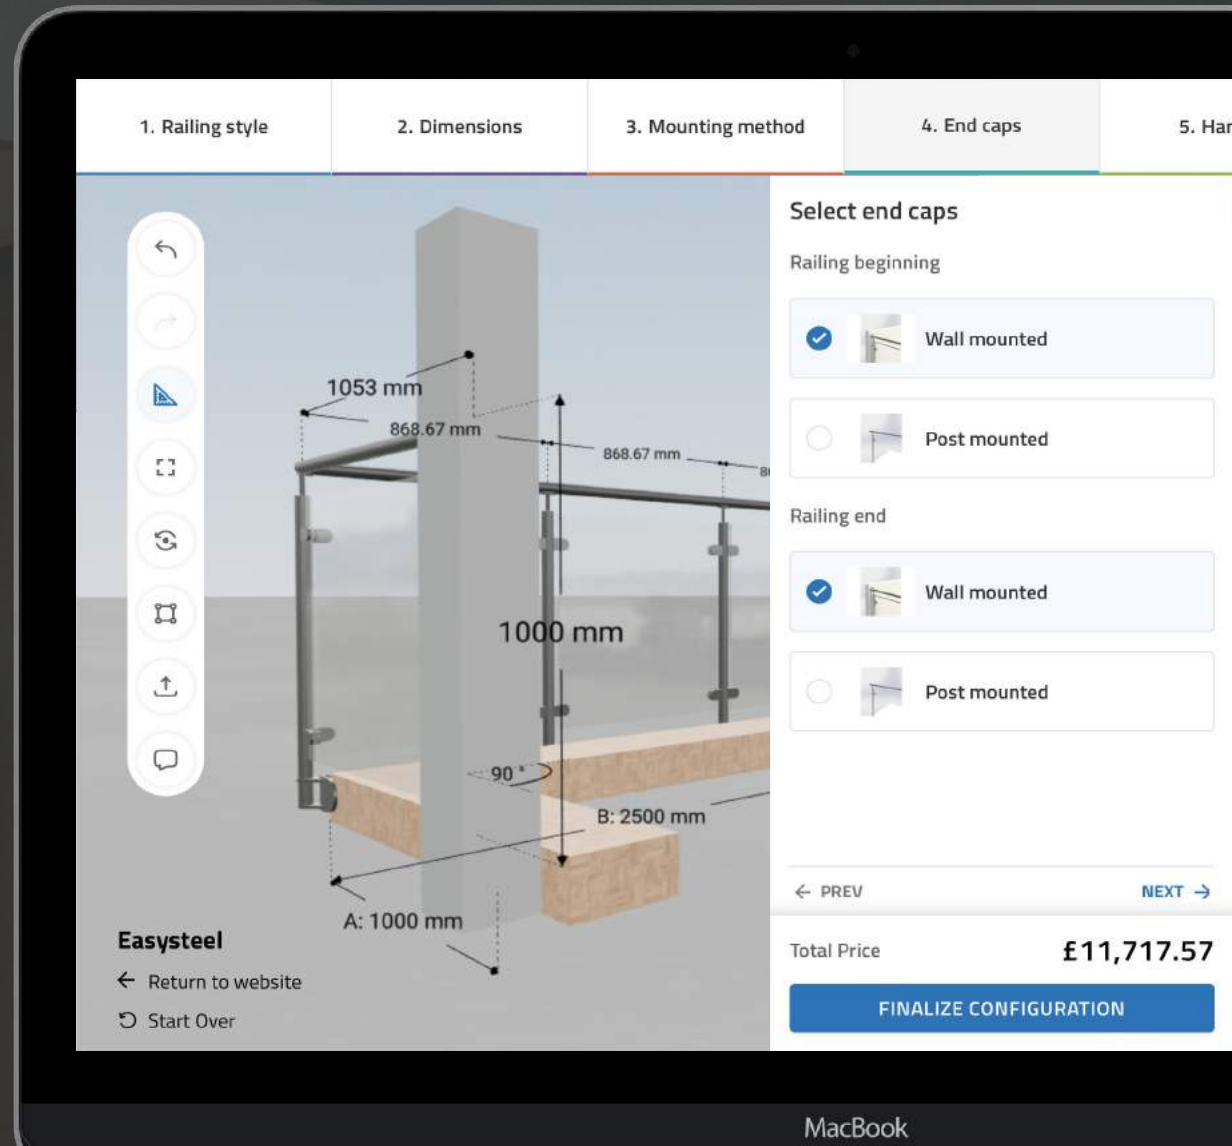 1. Railing style
2. Dimensions
3. Mounting method
4. End caps
5. Har
Select end caps
Railing beginning
Wall mounted
Post mounted
Railing end
Wall mounted
Post mounted
← PREV
NEXT →
Total Price
£11,717.57
FINALIZE CONFIGURATION
1053 mm
868.67 mm
868.67 mm
8
1000 mm
90 °
B: 2500 mm
A: 1000 mm
Easysteel
← Return to website
Start Over
MacBook